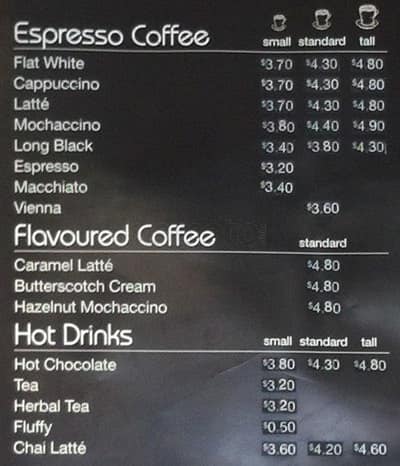 Espresso Coffee small standard tall
Flat White $3.70 $4.30 $4.80
Cappuccino $3.70 $4.30 $4.80
Latté $3.70 $4.30 $4.80
Mochaccino $3.80 $4.40 $4.90
Long Black $3.40 $3.80 $4.30
Espresso $3.20
Macchiato $3.40
Vienna $3.60
Flavoured Coffee standard
Caramel Latté $4.80
Butterscotch Cream $4.80
Hazelnut Mochaccino $4.80
Hot Drinks small standard tall
Hot Chocolate $3.80 $4.30 $4.80
Tea $3.20
Herbal Tea $3.20
Fluffy $0.50
Chai Latté $3.60 $4.20 $4.60